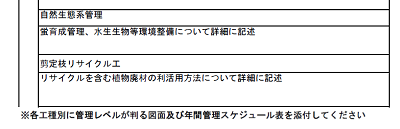 自然生態系管理
蛍育成管理、水生生物等環境整備について詳細に記述
剪定枝リサイクル工
リサイクルを含む植物廃材の利活用方法について詳細に記述
※各工種別に管理レベルが判る図面及び年間管理スケジュール表を添付してください